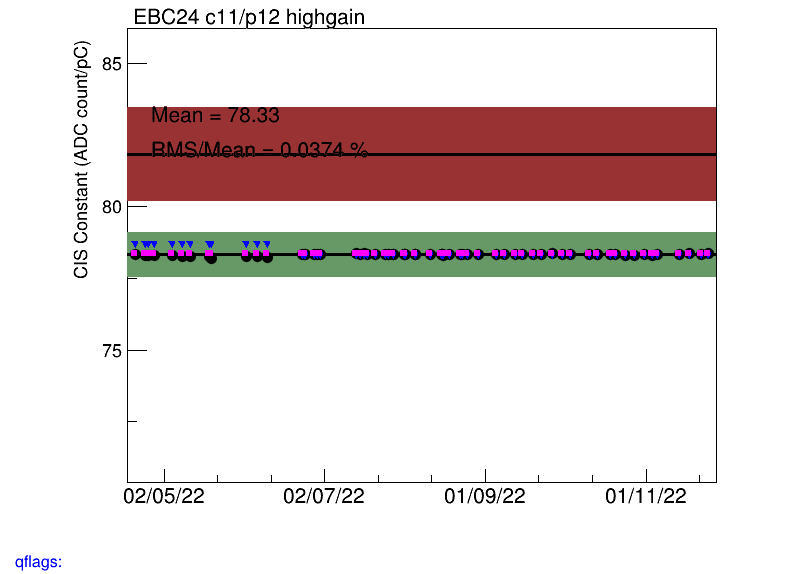 EBC24 c11/p12 highgain
CIS Constant (ADC count/pC)
85
Mean = 78.33
RMS/Mean = 0.0374 %
80
75
02/05/22 02/07/22 01/09/22 01/11/22
qflags: